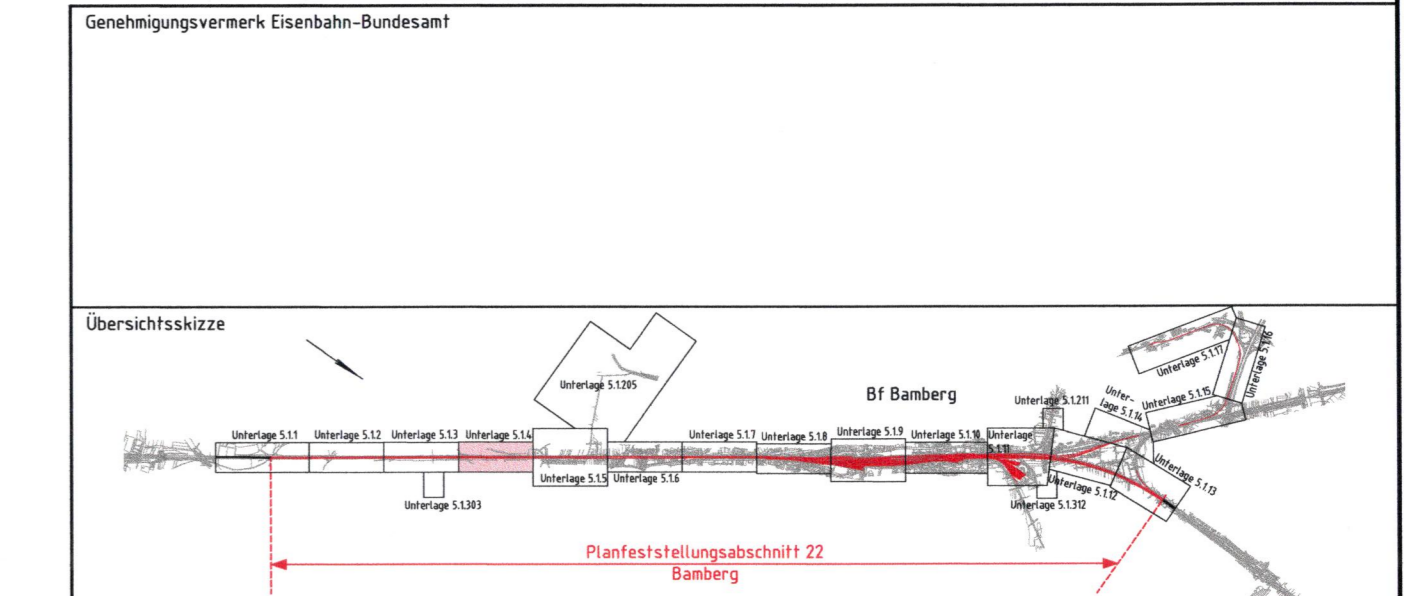 Genehmigungsvermerk Eisenbahn-Bundesamt
Übersichtsskizze
Unterlage 5.1.17
Unterlage 5.1.16
Unterlage 5.1.205
Bf Bamberg
Unterlage 5.1.211
Unter-
lage 5.1.14
Unterlage 5.1.15
Unterlage 5.1.1
Unterlage 5.1.2
Unterlage 5.1.3
Unterlage 5.1.4
Unterlage 5.1.7
Unterlage 5.1.8
Unterlage 5.1.9
Unterlage 5.1.10
Unterlage
5.1.11
Unterlage 5.1.5
Unterlage 5.1.6
Unterlage 5.1.12
Unterlage 5.1.13
Unterlage 5.1.303
Unterlage 5.1.312
Planfeststellungsabschnitt 22
Bamberg